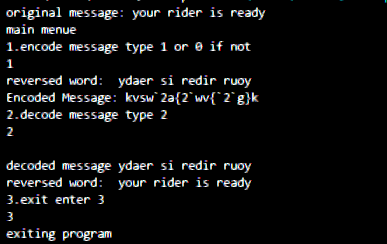 original message: your rider is ready
main menue
1.encode message type 1 or 0 if not
1
reversed word:  ydaer si redir ruoy
Encoded Message: kvsw`2a{2`wv{`2`g}k
2.decode message type 2
2

decoded message ydaer si redir ruoy
reversed word:  your rider is ready
3.exit enter 3
3
exiting program